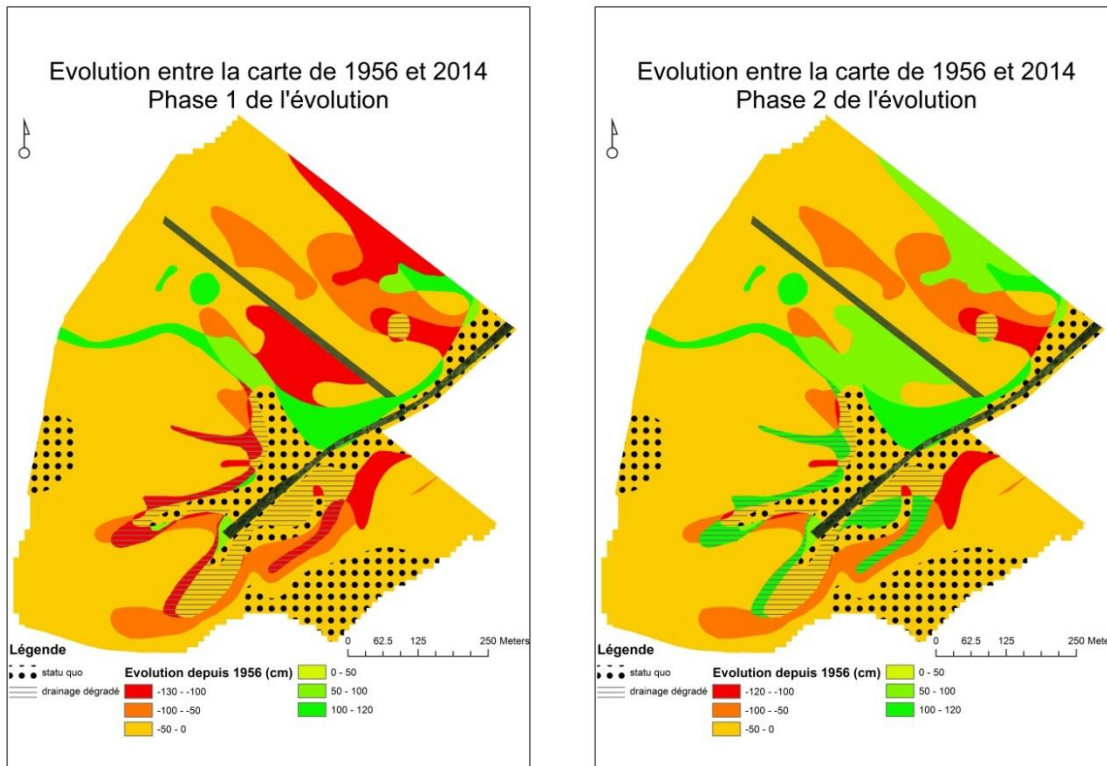 Evolution entre la carte de 1956 et 2014
Phase 1 de l'évolution
0 62.5 125 250 Meters
Légende
statu quo
drainage dégradé
Evolution depuis 1956 (cm)
-130 - -100
-100 - -50
-50 - 0
0 - 50
50 - 100
100 - 120
Evolution entre la carte de 1956 et 2014
Phase 2 de l'évolution
0 62.5 125 250 Mete
Légende
statu quo
drainage dégradé
Evolution depuis 1956 (cm)
-120 - -100
-100 - -50
-50 - 0
0 - 50
50 - 100
100 - 120